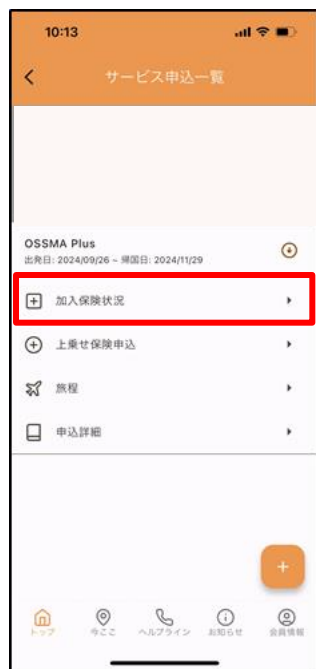 10:13
サービス申込一覧
OSSMA Plus
出発日: 2024/09/26 ~ 帰国日: 2024/11/29
加入保険状況
上乗せ保険申込
旅程
申込詳細
トップ
今ここ
ヘルプライン
お知らせ
会員情報